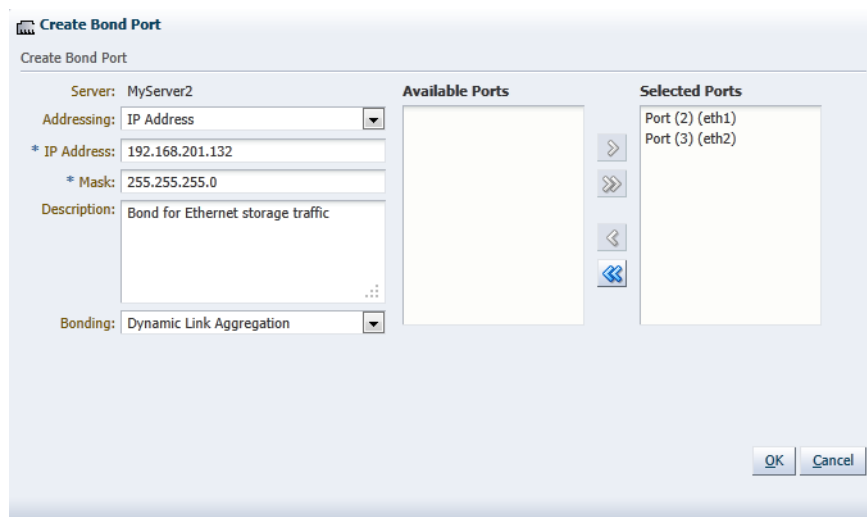 Create Bond Port
Create Bond Port
Server: MyServer2
Addressing: IP Address
* IP Address: 192.168.201.132
* Mask: 255.255.255.0
Description: Bond for Ethernet storage traffic
Bonding: Dynamic Link Aggregation
Available Ports
Selected Ports
Port (2) (eth1)
Port (3) (eth2)
OK Cancel